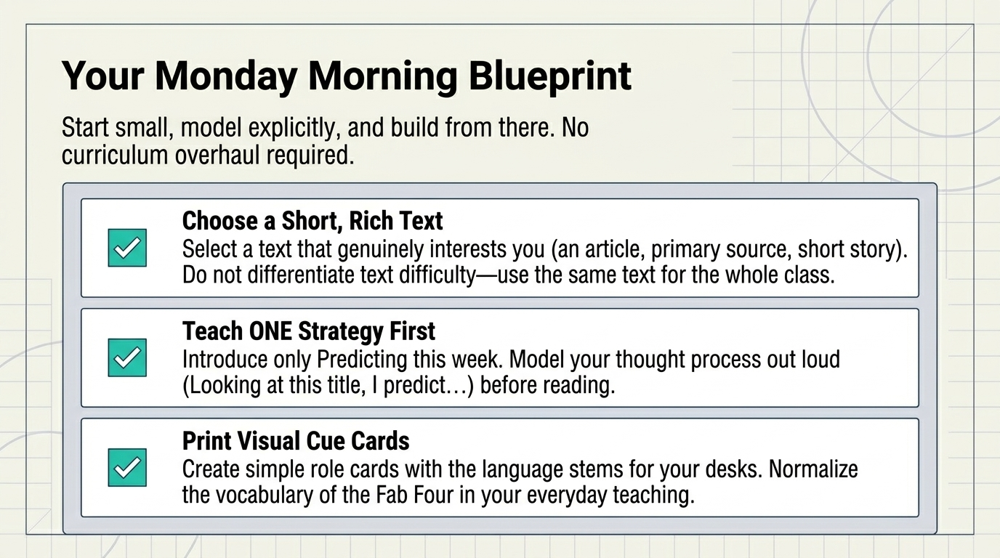 Your Monday Morning Blueprint
Start small, model explicitly, and build from there. No
curriculum overhaul required.
Choose a Short, Rich Text
Select a text that genuinely interests you (an article, primary source, short story).
Do not differentiate text difficulty—use the same text for the whole class.
Teach ONE Strategy First
Introduce only Predicting this week. Model your thought process out loud
(Looking at this title, I predict…) before reading.
Print Visual Cue Cards
Create simple role cards with the language stems for your desks. Normalize
the vocabulary of the Fab Four in your everyday teaching.